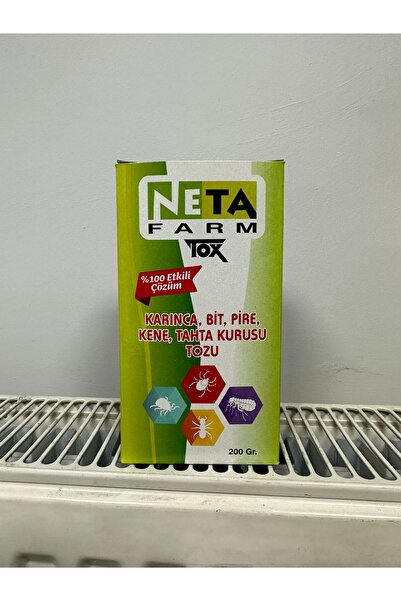 NETA
FARM
TOX
%100 Etkili
Çözüm
KARINCA, BİT, PİRE,
KENE, TAHTA KURUSU
TOZU
200 Gr.